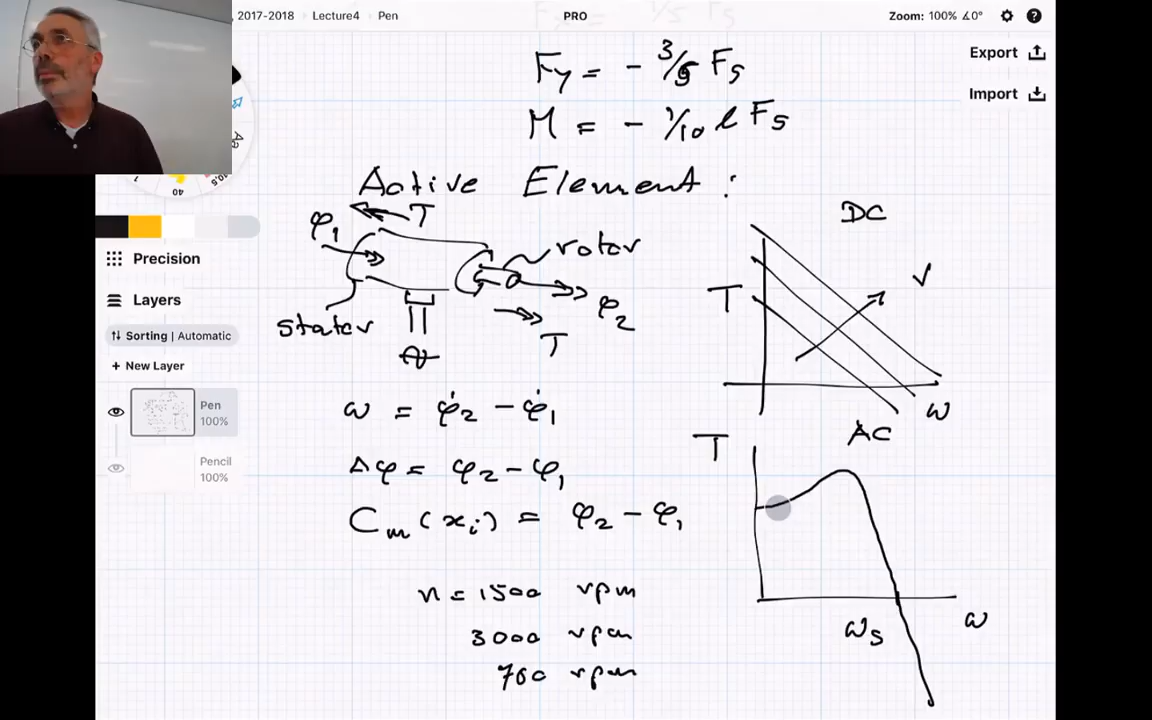 2017-2018 Lecture4 Pen PRO Zoom: 100% ∠0°
Export
Import
Fy = - 3/5 Fs
M = - 1/10 l Fs
Active Element :
φ1 T
rotor
φ2
T
stator
ω = φ̇2 - φ̇1
Δφ = φ2 - φ1
Cm (xi) = φ2 - φ1
n = 1500 rpm
3000 rpm
DC
T
V
ω
AC
T
ωs
ω
40
Precision
Layers
Sorting | Automatic
+ New Layer
Pen
100%
Pencil
100%